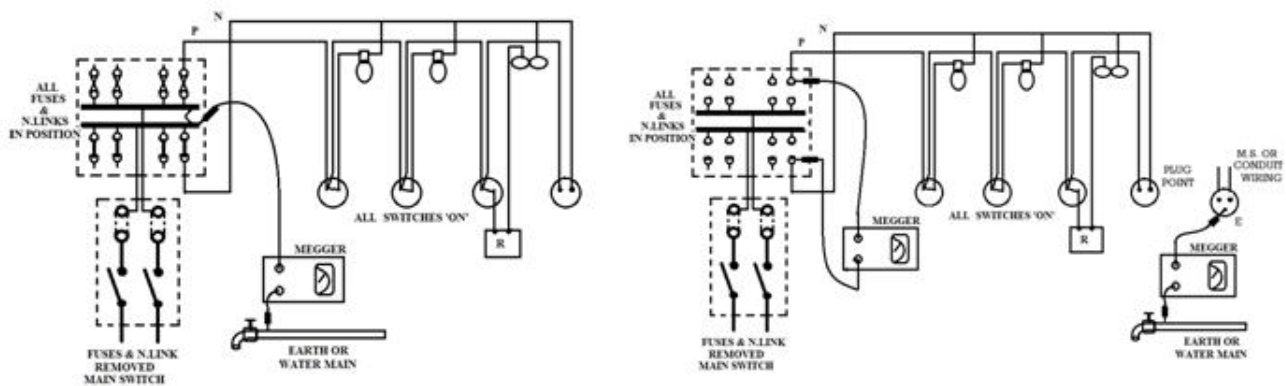 N
P
ALL
FUSES
&
N.LINKS
IN POSITION
ALL SWITCHES 'ON'
R
MEGGER
FUSES & N.LINK
REMOVED
MAIN SWITCH
EARTH OR
WATER MAIN
N
P
ALL
FUSES
&
N.LINKS
IN POSITION
PLUG
POINT
M.S. OR
CONDUIT
WIRING
E
ALL SWITCHES 'ON'
R
MEGGER
MEGGER
FUSES & N.LINK
REMOVED
MAIN SWITCH
EARTH OR
WATER MAIN